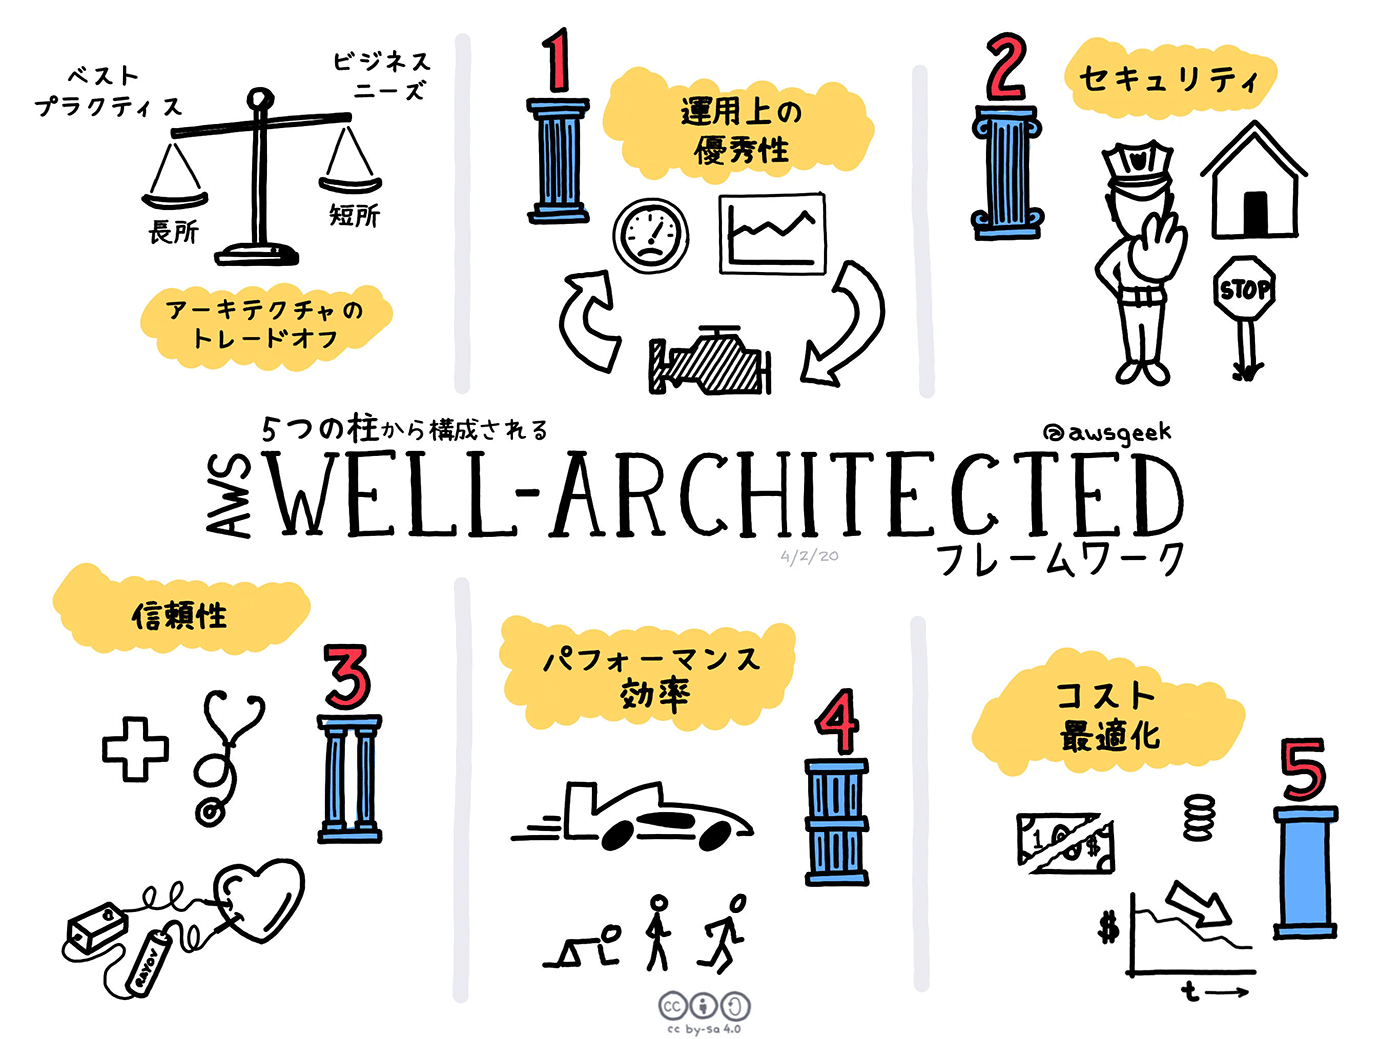 ベスト
プラクティス
ビジネス
ニーズ
長所
短所
アーキテクチャの
トレードオフ
1
運用上の
優秀性
2
セキュリティ
STOP
5つの柱から構成される
@awsgeek
AWS
WELL-ARCHITECTED
フレームワーク
4/2/20
信頼性
3
RAYOV
パフォーマンス
効率
4
コスト
最適化
5
10 $
$
t
cc
cc by-sa 4.0